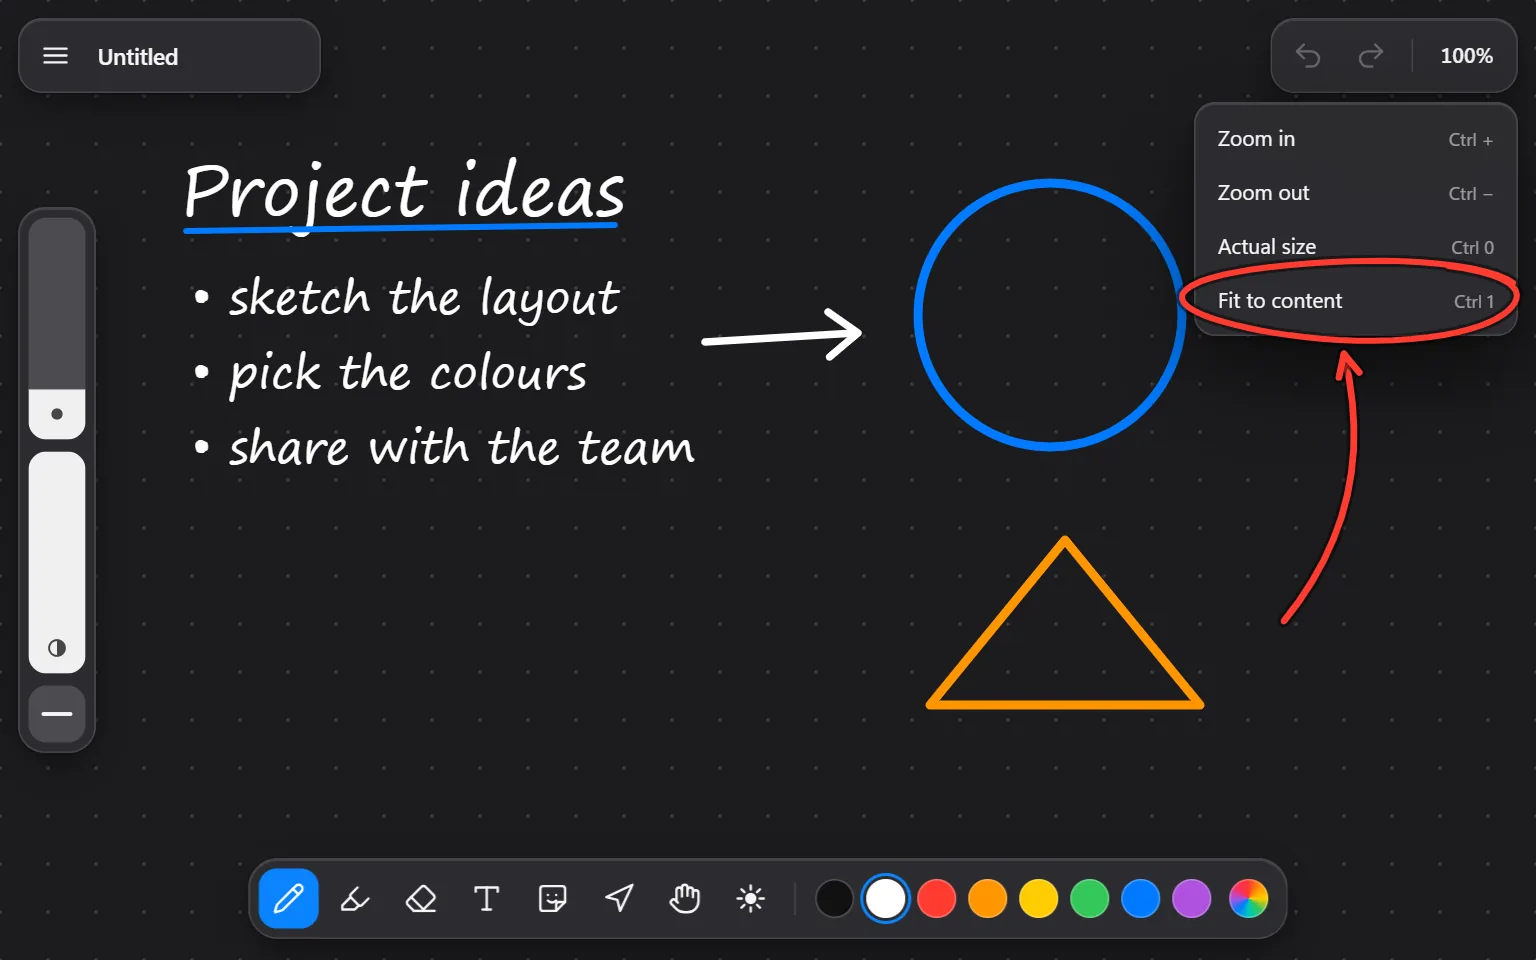 Untitled
100%
Zoom in Ctrl +
Zoom out Ctrl −
Actual size Ctrl 0
Fit to content Ctrl 1
Project ideas
• sketch the layout
• pick the colours
• share with the team
T